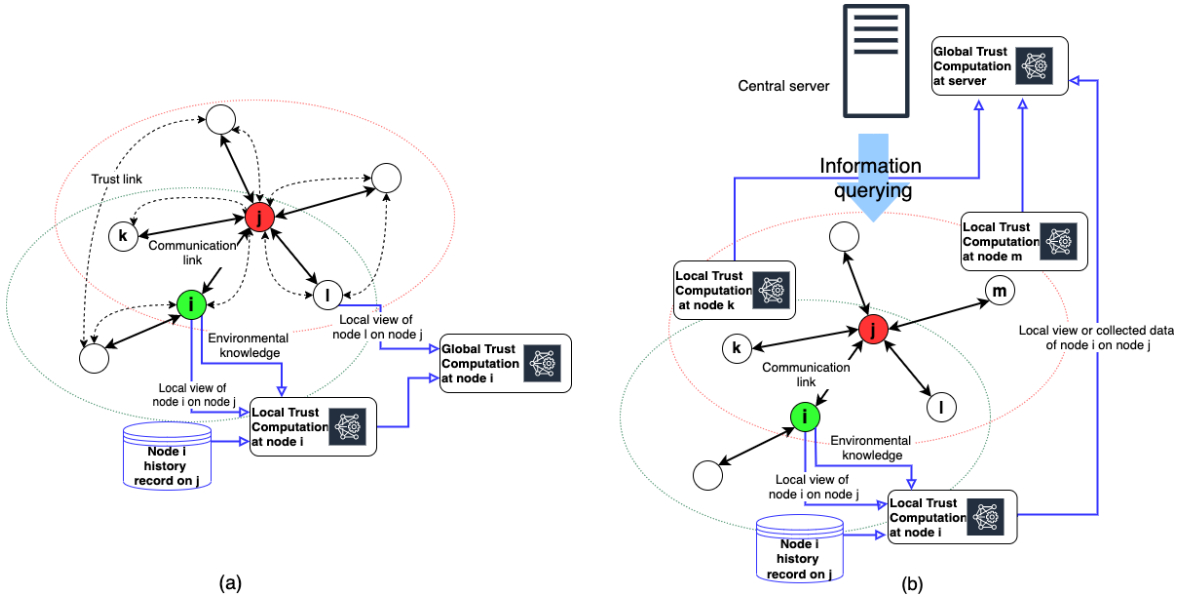 Trust link
k
j
Communication
link
i
l
Local view of
node l on node j
Environmental
knowledge
Local view of
node i on node j
Global Trust
Computation
at node i
Local Trust
Computation
at node i
Node i
history
record on j
(a)
Central server
Global Trust
Computation
at server
Information
querying
Local Trust
Computation
at node k
Local Trust
Computation
at node m
m
j
k
Communication
link
l
i
Local view or collected data
of node i on node j
Environmental
knowledge
Local view of
node i on node j
Local Trust
Computation
at node i
Node i
history
record on j
(b)